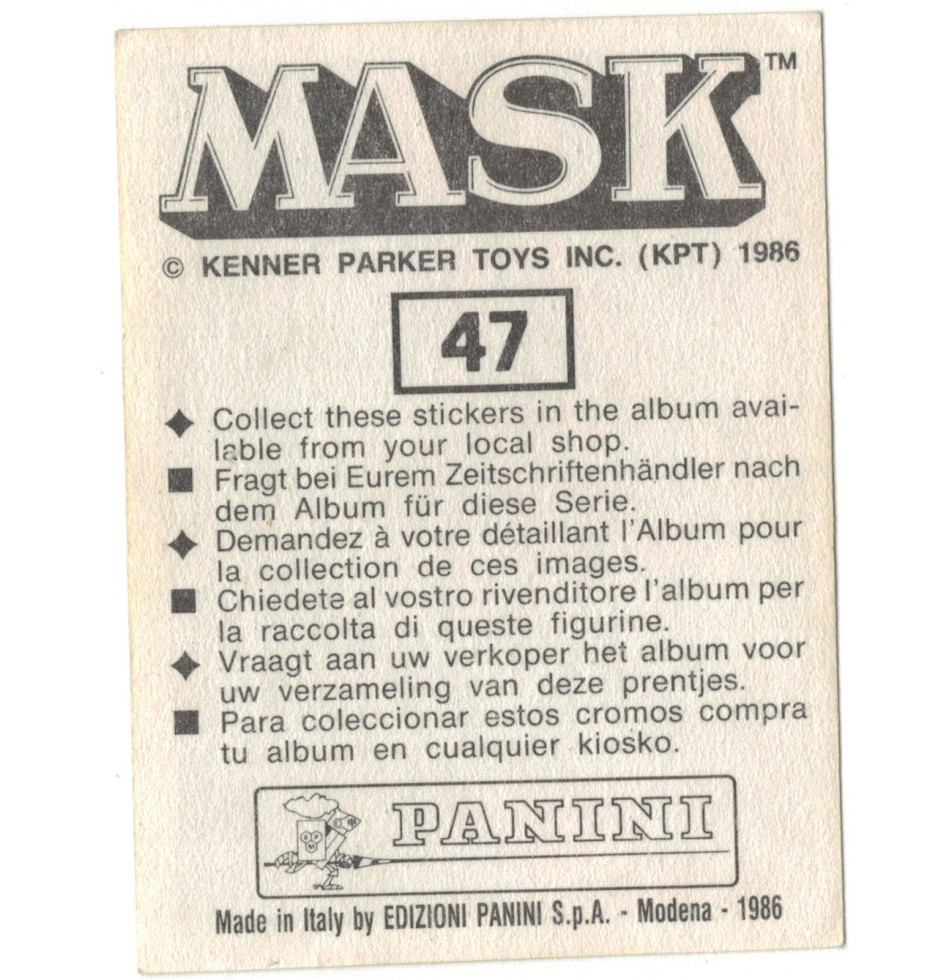 MASK™
© KENNER PARKER TOYS INC. (KPT) 1986
47
◆ Collect these stickers in the album avai-
lable from your local shop.
■ Fragt bei Eurem Zeitschriftenhändler nach
dem Album für diese Serie.
◆ Demandez à votre détaillant l'Album pour
la collection de ces images.
■ Chiedete al vostro rivenditore l'album per
la raccolta di queste figurine.
◆ Vraagt aan uw verkoper het album voor
uw verzameling van deze prentjes.
■ Para coleccionar estos cromos compra
tu album en cualquier kiosko.
PANINI
Made in Italy by EDIZIONI PANINI S.p.A. - Modena - 1986